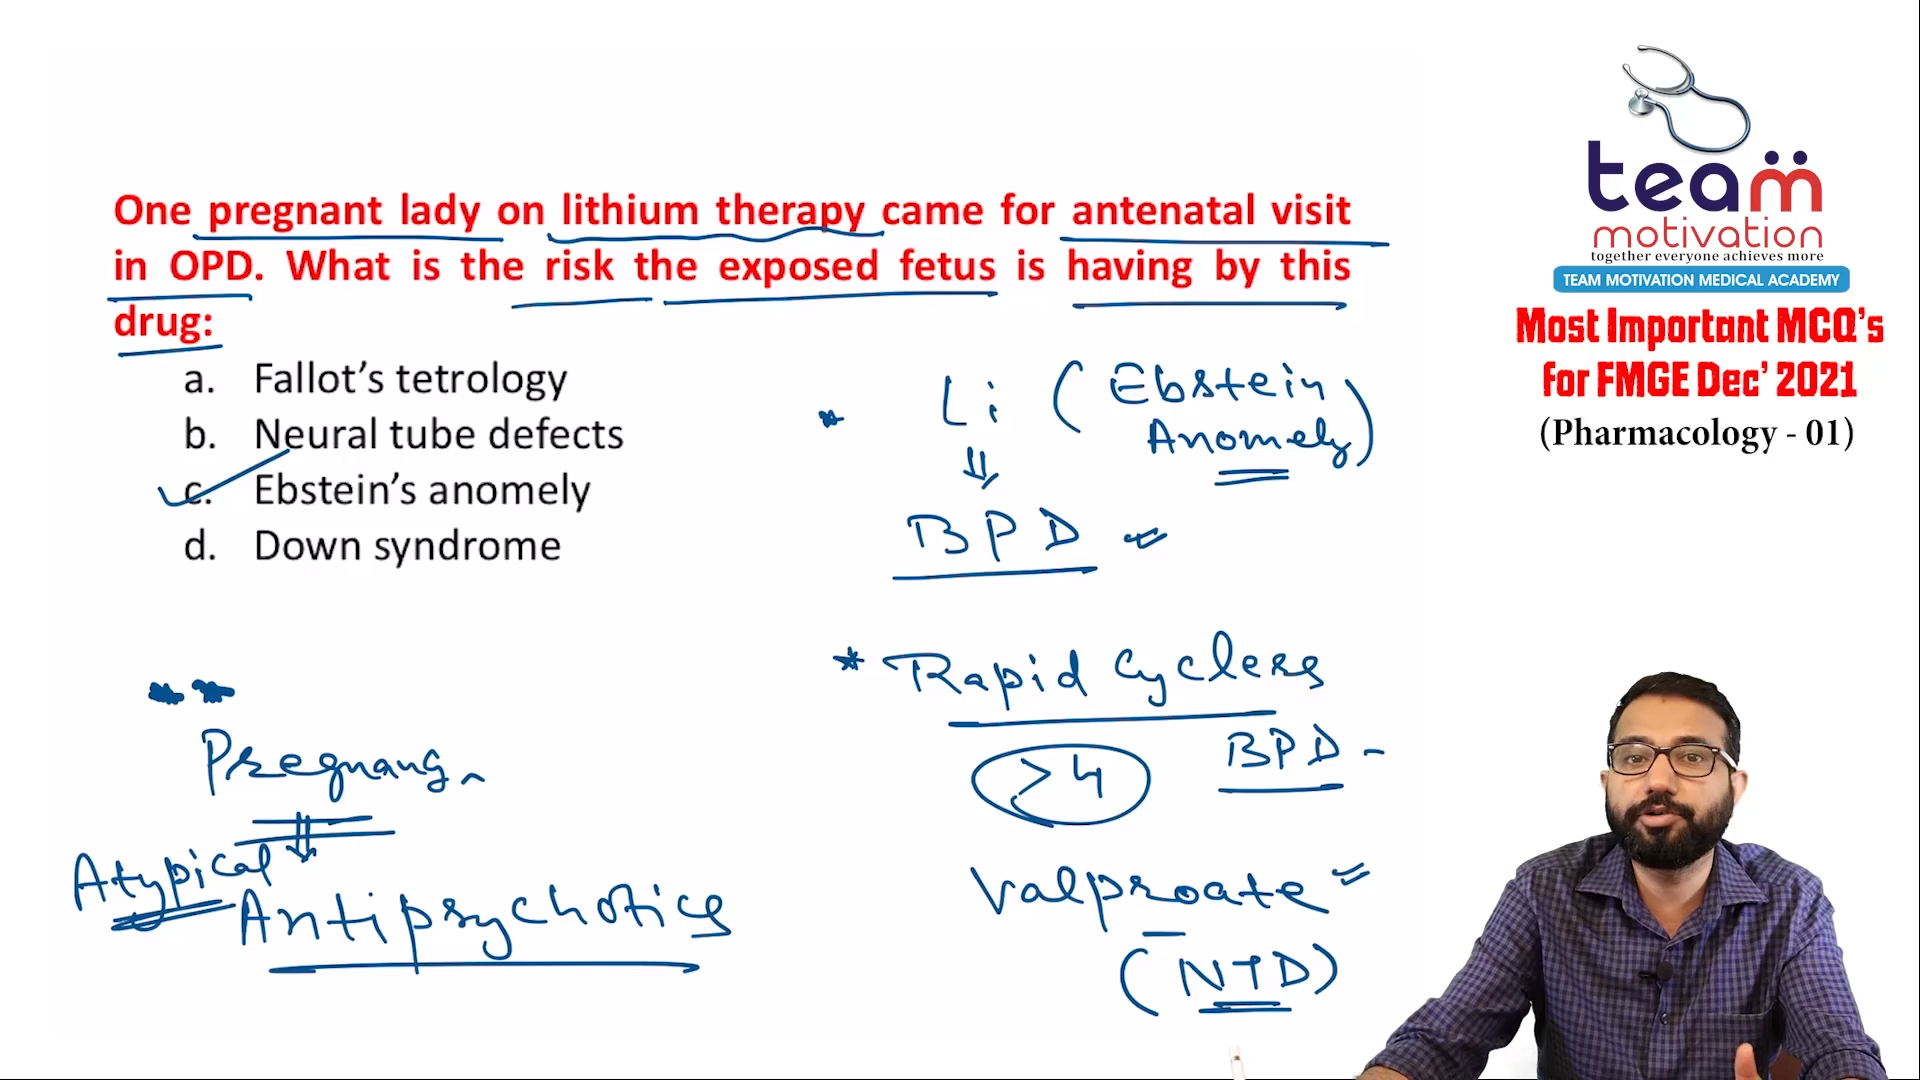 One pregnant lady on lithium therapy came for antenatal visit
in OPD. What is the risk the exposed fetus is having by this
drug:
a. Fallot's tetrology
b. Neural tube defects
c. Ebstein's anomely
d. Down syndrome
* Li (Ebstein
Anomely)
BPD
* Rapid cyclers
>4 BPD
Valproate
(NTD)
Pregnancy
Atypical
Antipsychotics
team
motivation
together everyone achieves more
TEAM MOTIVATION MEDICAL ACADEMY
Most Important MCQ's
for FMGE Dec' 2021
(Pharmacology - 01)